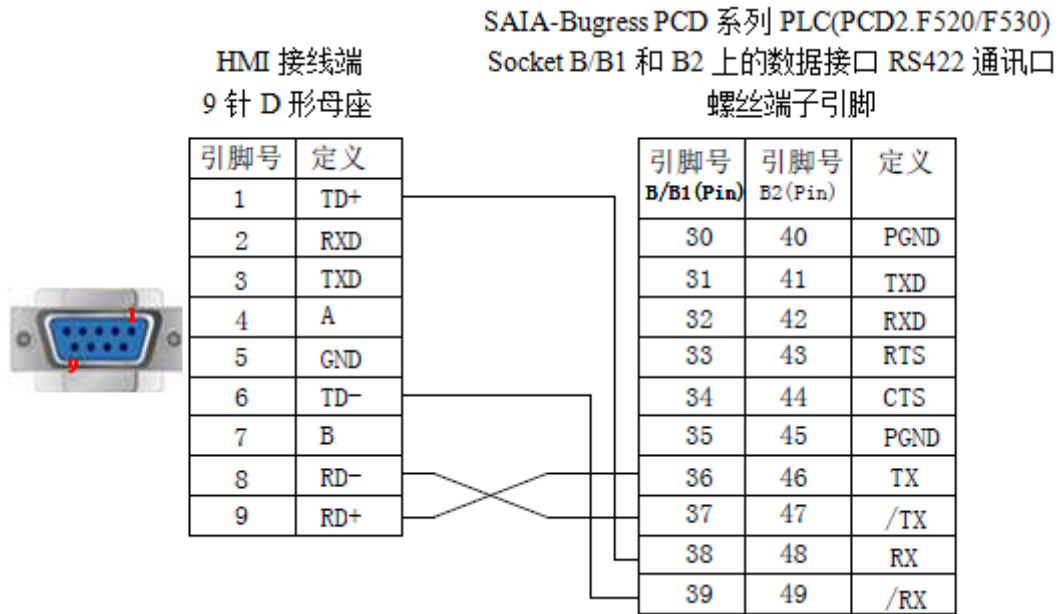 SAIA-Bugress PCD 系列 PLC(PCD2.F520/F530)
HMI 接线端 Socket B/B1 和 B2 上的数据接口 RS422 通讯口
9 针 D 形母座 螺丝端子引脚
引脚号 定义 引脚号 引脚号 定义
B/B1(Pin) B2(Pin)
1 TD+
2 RXD 30 40 PGND
3 TXD 31 41 TXD
4 A 32 42 RXD
5 GND 33 43 RTS
6 TD- 34 44 CTS
7 B 35 45 PGND
8 RD- 36 46 TX
9 RD+ 37 47 /TX
38 48 RX
39 49 /RX
1
9